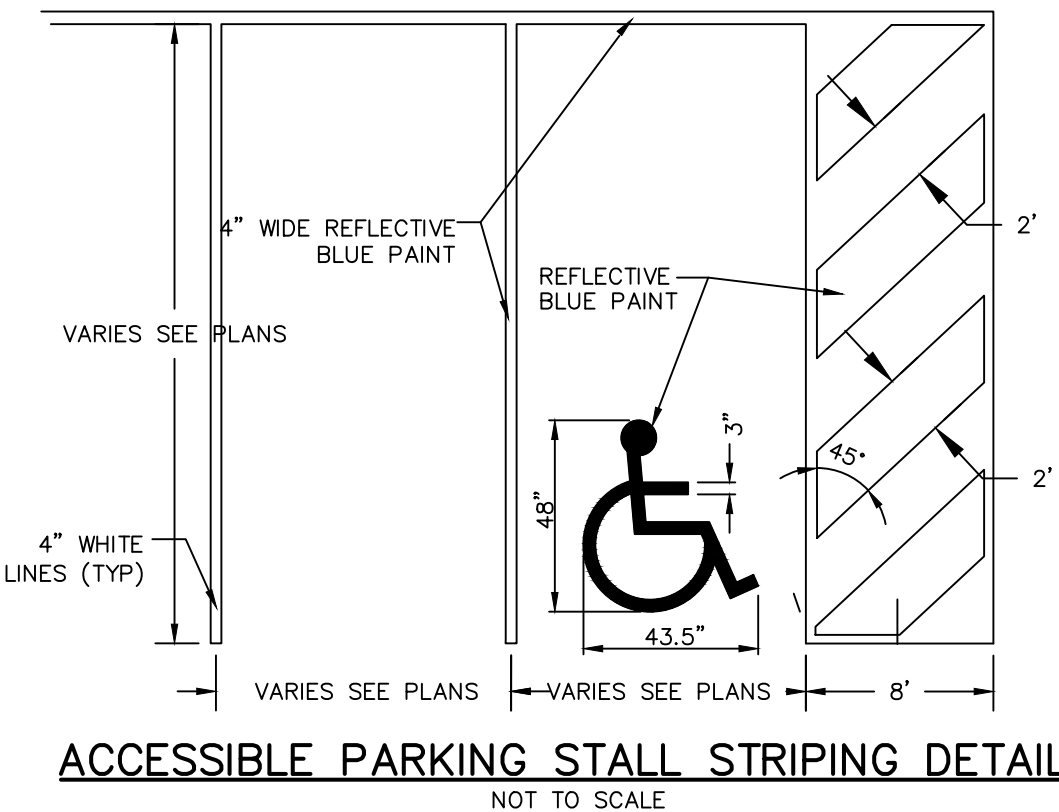 4” WIDE REFLECTIVE
BLUE PAINT
2'
REFLECTIVE
BLUE PAINT
VARIES SEE PLANS
3”
45°
48”
2'
4” WHITE
LINES (TYP)
43.5”
VARIES SEE PLANS
VARIES SEE PLANS
8'
ACCESSIBLE PARKING STALL STRIPING DETAIL
NOT TO SCALE